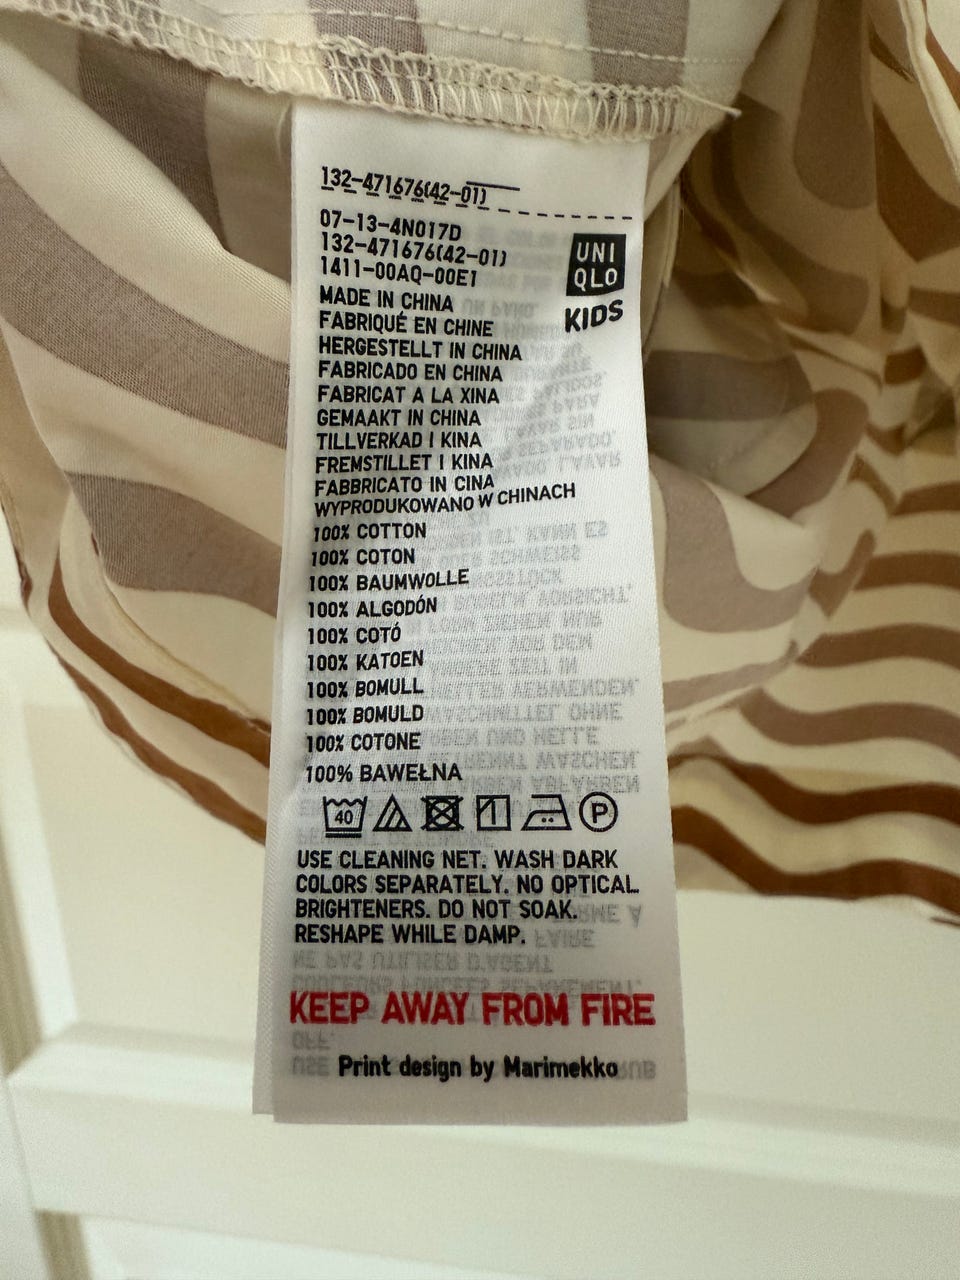 132-471676(42-01)
07-13-4N017D
132-471676(42-01)
1411-00AQ-00E1
UNI
QLO
KIDS
MADE IN CHINA
FABRIQUÉ EN CHINE
HERGESTELLT IN CHINA
FABRICADO EN CHINA
FABRICAT A LA XINA
GEMAAKT IN CHINA
TILLVERKAD I KINA
FREMSTILLET I KINA
FABBRICATO IN CINA
WYPRODUKOWANO W CHINACH
100% COTTON
100% COTON
100% BAUMWOLLE
100% ALGODÓN
100% COTÓ
100% KATOEN
100% BOMULL
100% BOMULD
100% COTONE
100% BAWEŁNA
40 P
USE CLEANING NET. WASH DARK
COLORS SEPARATELY. NO OPTICAL
BRIGHTENERS. DO NOT SOAK.
RESHAPE WHILE DAMP.
KEEP AWAY FROM FIRE
Print design by Marimekko